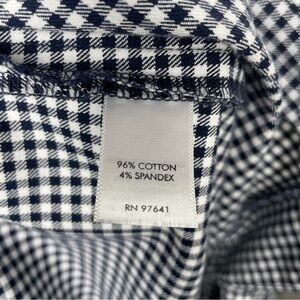 96% COTTON
4% SPANDEX
RN 97641